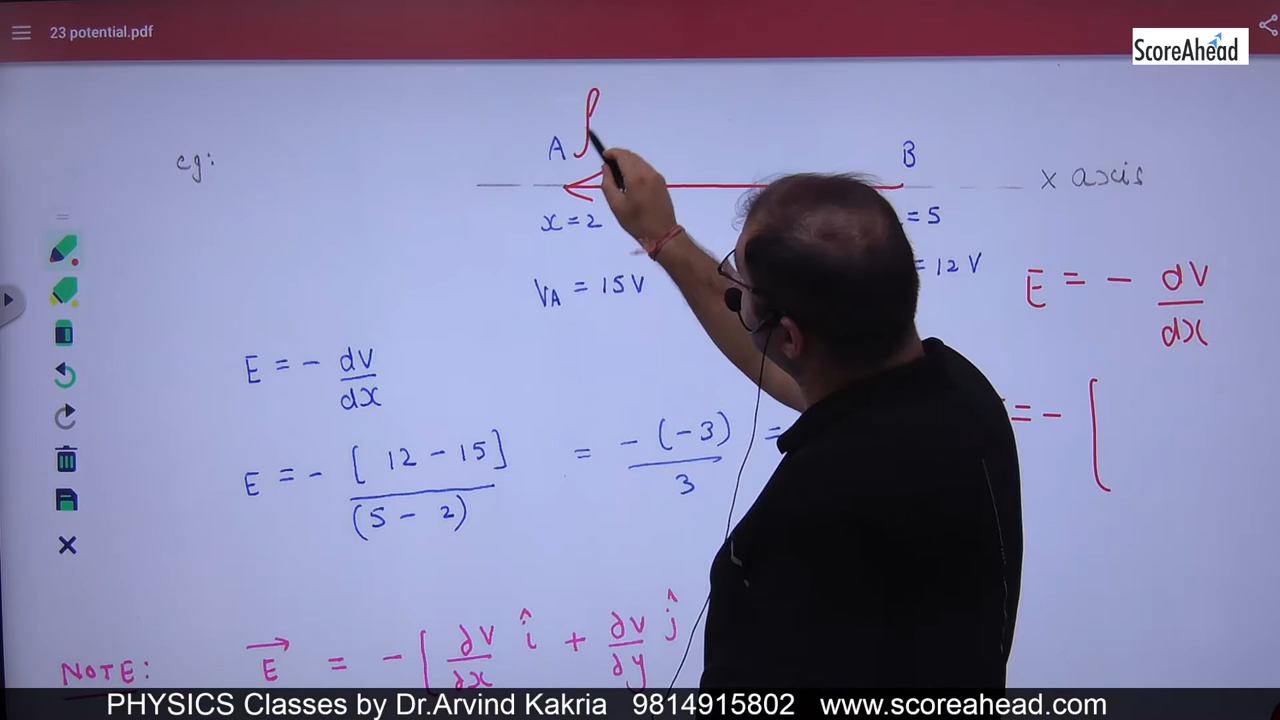 23 potential.pdf
ScoreAhead
eg:
A
B
x axis
x = 2
= 5
VA = 15V
= 12 V
E = - dV/dx
E = - dV/dx
= - [
E = - [12 - 15]/(5 - 2) = -(-3)/3 =
NOTE: E⃗ = - [ ∂V/∂x î + ∂V/∂y ĵ
PHYSICS Classes by Dr.Arvind Kakria 9814915802 www.scoreahead.com